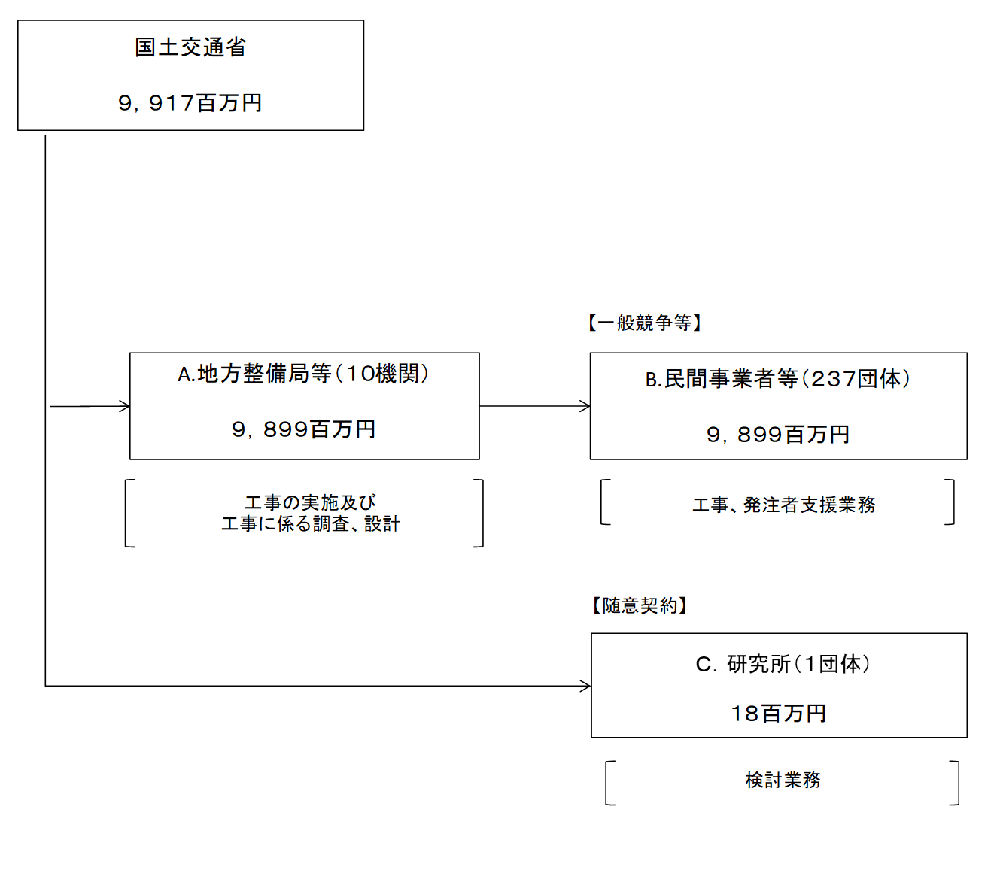 国土交通省
９，９１７百万円
【一般競争等】
A.地方整備局等（１０機関）
９，８９９百万円
B.民間事業者等（２３７団体）
９，８９９百万円
工事の実施及び
工事に係る調査、設計
工事、発注者支援業務
【随意契約】
C．研究所（１団体）
１８百万円
検討業務